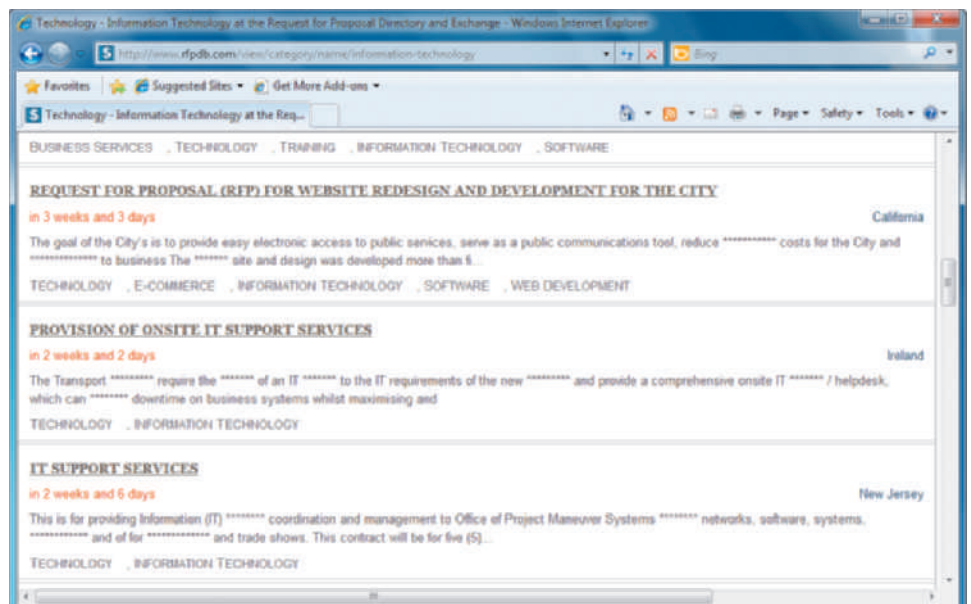 Technology - Information Technology at the Request for Proposal Directory and Exchange - Windows Internet Explorer
http://www.rfpdb.com/view/category/name/information-technology
Bing
Favorites Suggested Sites Get More Add-ons
Technology - Information Technology at the Req...
Page Safety Tools
BUSINESS SERVICES , TECHNOLOGY , TRAINING , INFORMATION TECHNOLOGY , SOFTWARE
REQUEST FOR PROPOSAL (RFP) FOR WEBSITE REDESIGN AND DEVELOPMENT FOR THE CITY
in 3 weeks and 3 days
California
The goal of the City's is to provide easy electronic access to public services, serve as a public communications tool, reduce *********** costs for the City and
************** to business The ******* site and design was developed more than fi...
TECHNOLOGY , E-COMMERCE , INFORMATION TECHNOLOGY , SOFTWARE , WEB DEVELOPMENT
PROVISION OF ONSITE IT SUPPORT SERVICES
in 2 weeks and 2 days
Ireland
The Transport ********* require the ******* of an IT ******* to the IT requirements of the new ********* and provide a comprehensive onsite IT ******* / helpdesk,
which can ******** downtime on business systems whilst maximising and
TECHNOLOGY , INFORMATION TECHNOLOGY
IT SUPPORT SERVICES
in 2 weeks and 6 days
New Jersey
This is for providing Information (IT) ******** coordination and management to Office of Project Maneuver Systems ******** networks, software, systems,
************ and of for ************* and trade shows. This contract will be for five (5)...
TECHNOLOGY , INFORMATION TECHNOLOGY